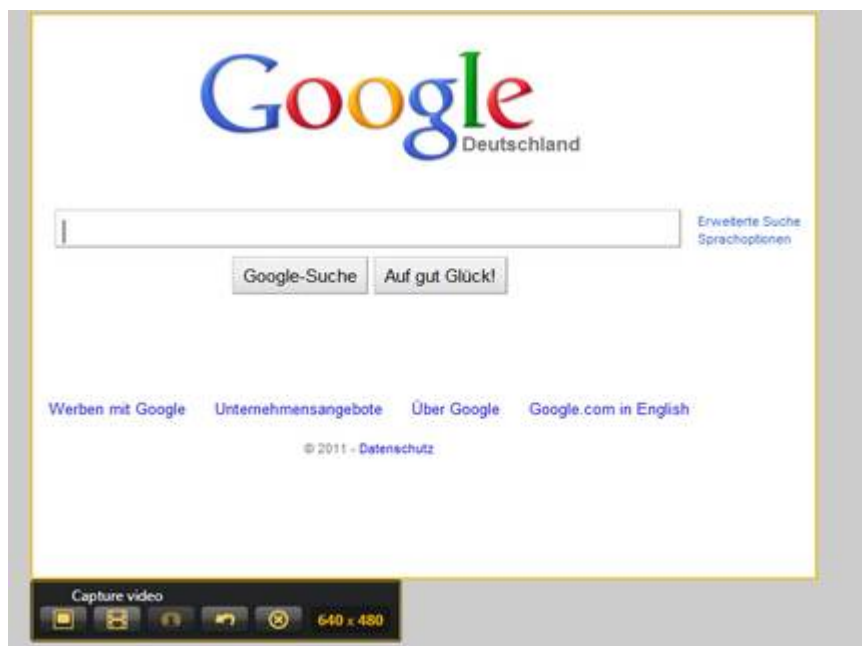 Google
Deutschland
Erweiterte Suche
Sprachoptionen
Google-Suche Auf gut Glück!
Werben mit Google Unternehmensangebote Über Google Google.com in English
© 2011 - Datenschutz
Capture video
640 x 480